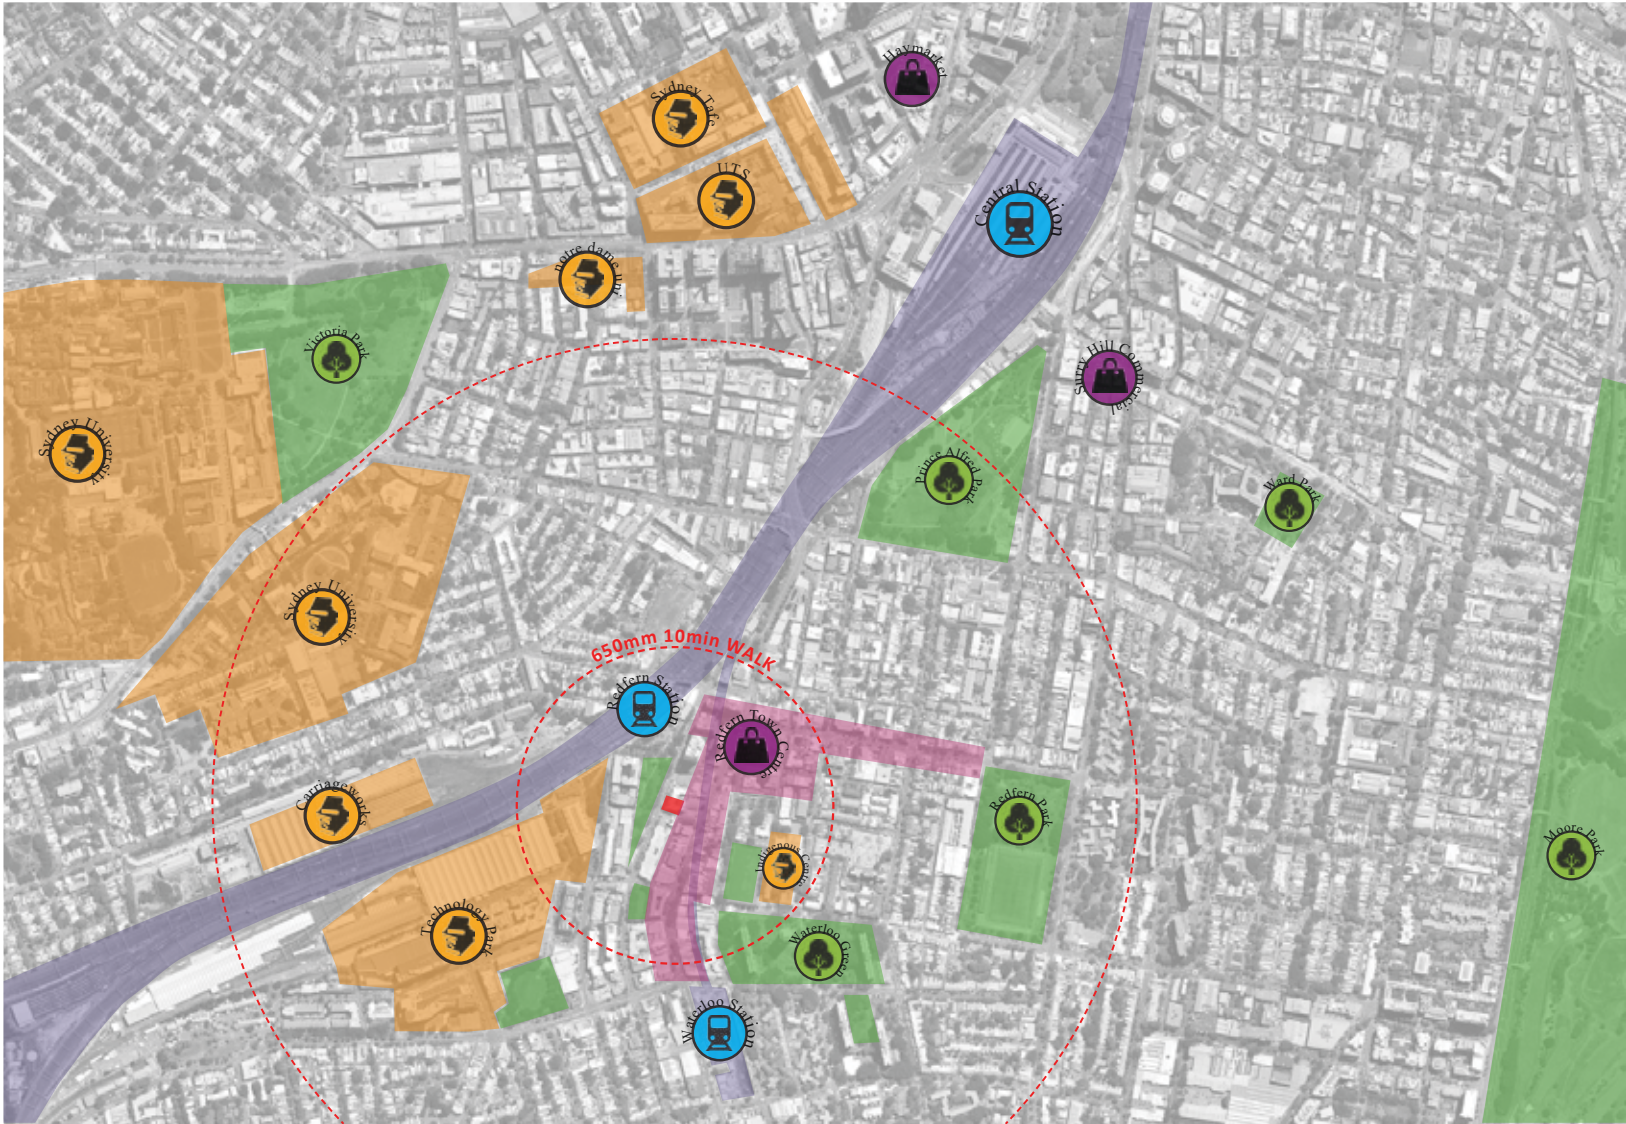 Haymarket
Sydney Tafe
UTS
Central Station
notre dame uni
Victoria Park
Surry Hill Commercial
Sydney University
Prince Alfred Park
Ward Park
Sydney University
650mm 10min WALK
Redfern Station
Redfern Town Centre
Carriageworks
Redfern Park
Moore Park
Indigenous Centre
Technology Park
Waterloo Green
Waterloo Station